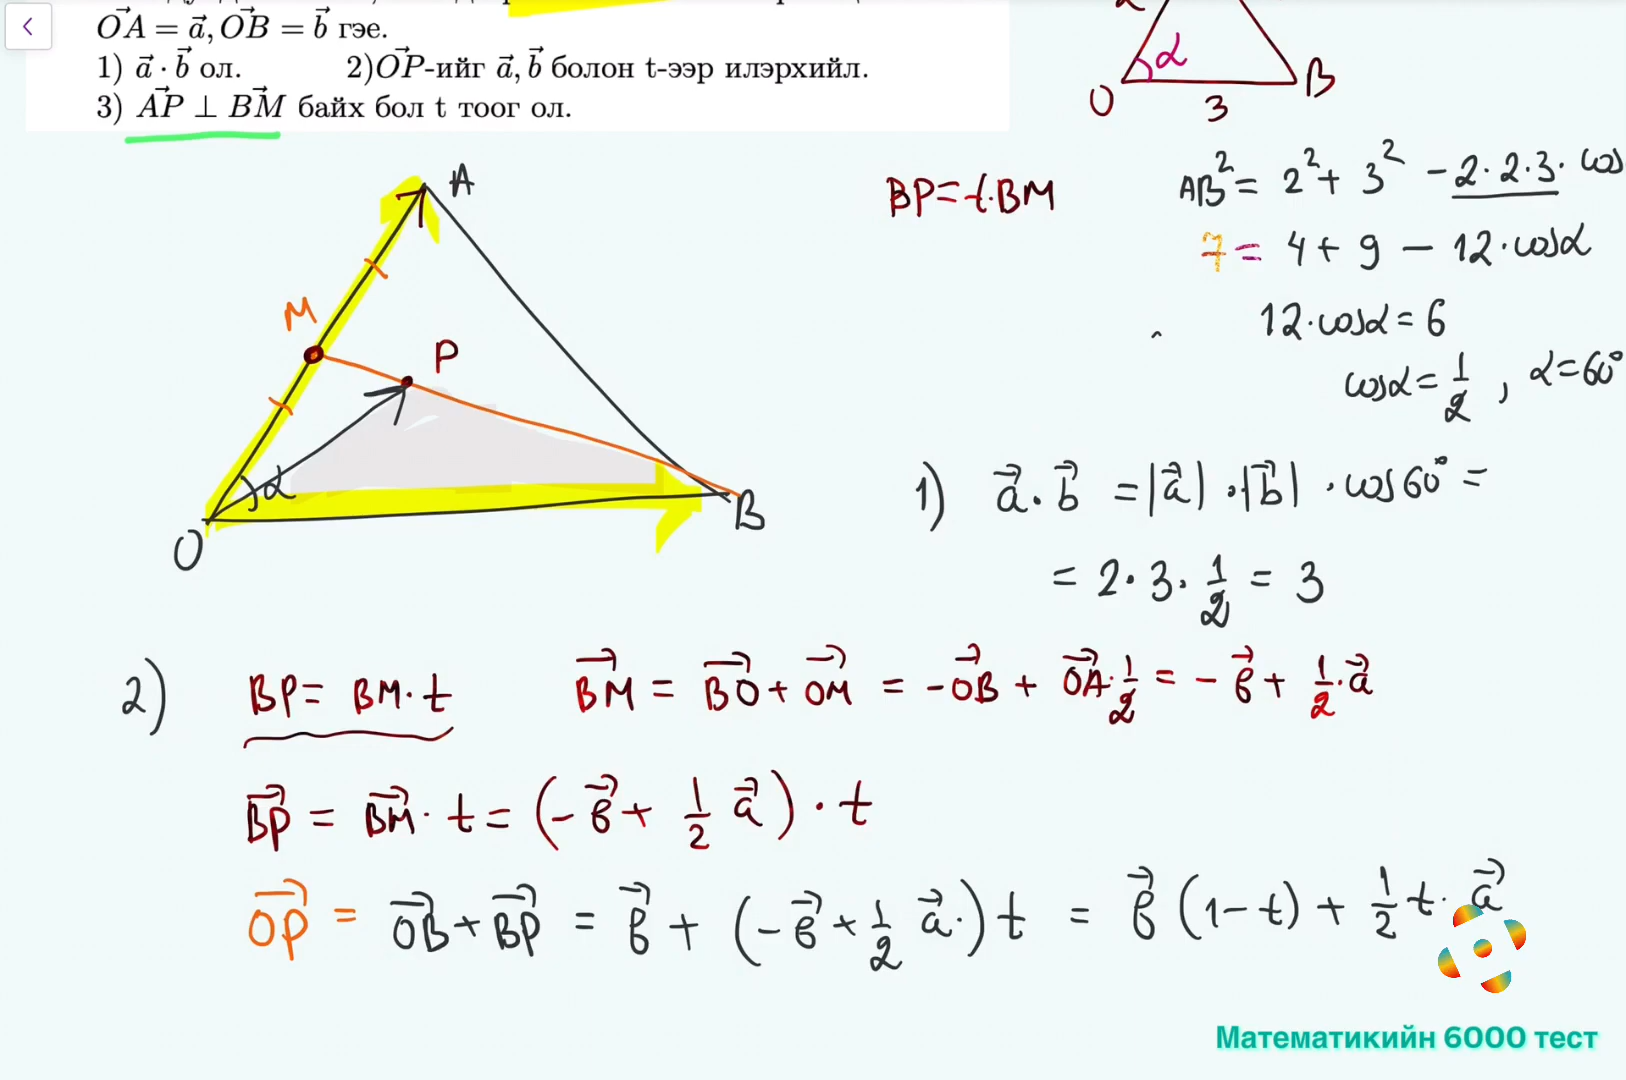 OA⃗ = a⃗, OB⃗ = b⃗ гэе.
1) a⃗ · b⃗ ол. 2)OP⃗-ийг a⃗, b⃗ болон t-ээр илэрхийл.
3) AP⃗ ⊥ BM⃗ байх бол t тоог ол.
α
O 3 B
A
M
P
α
O
B
BP=t·BM
AB² = 2² + 3² - 2·2·3· cos
7 = 4 + 9 - 12·cosα
12·cosα = 6
cosα = 1/2 , α=60°
1) a⃗·b⃗ = |a⃗|·|b⃗| · cos60° =
= 2·3·1/2 = 3
2) BP = BM·t BM⃗ = BO⃗ + OM⃗ = -OB⃗ + OA⃗·1/2 = -b⃗ + 1/2·a⃗
BP⃗ = BM⃗·t = (-b⃗ + 1/2 a⃗)·t
OP⃗ = OB⃗ + BP⃗ = b⃗ + (-b⃗ + 1/2 a⃗·)t = b⃗(1-t) + 1/2 t·a⃗
Математикийн 6000 тест